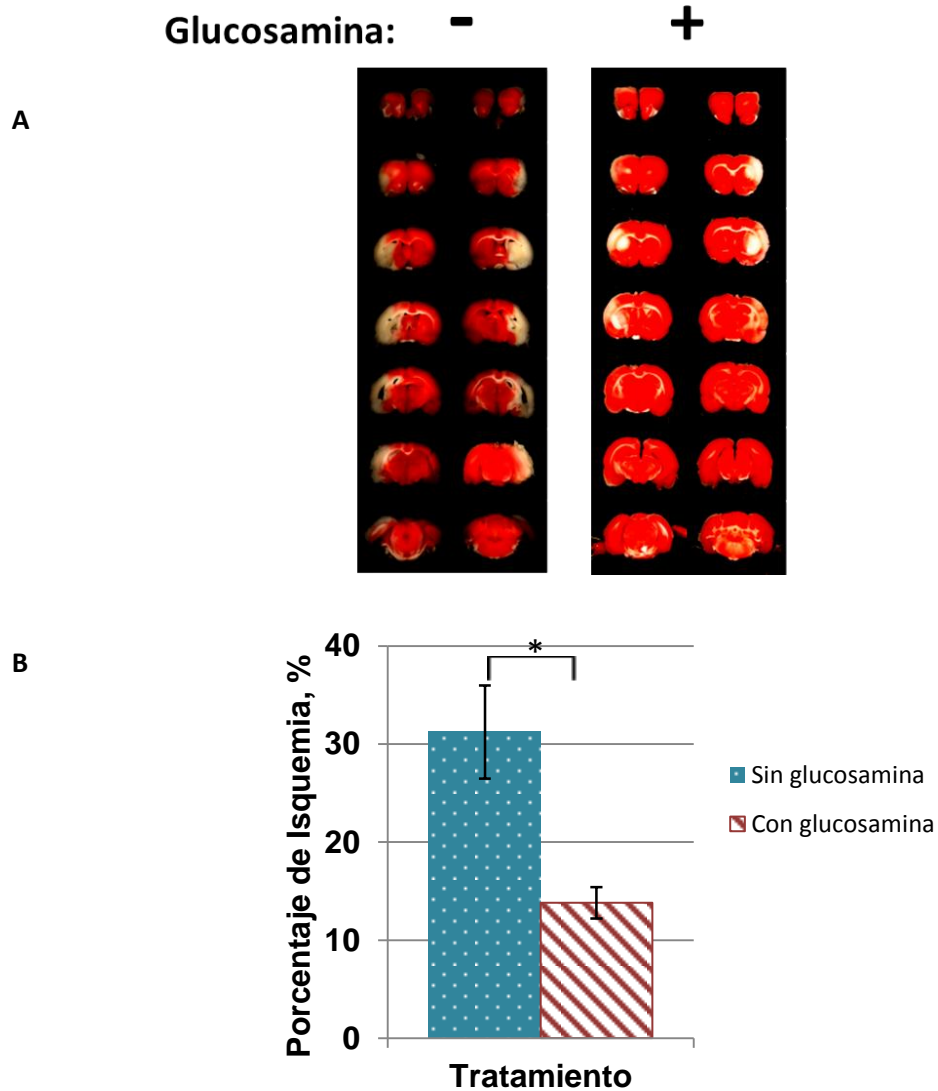 Glucosamina: - +
A
B
40
*
30
20
10
0
Porcentaje de Isquemia, %
Tratamiento
Sin glucosamina
Con glucosamina